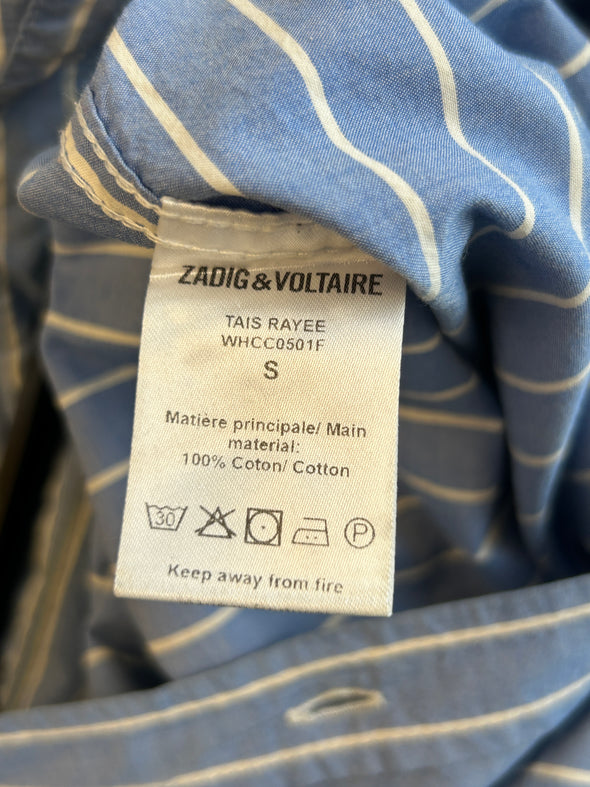 ZADIG&VOLTAIRE
TAIS RAYEE
WHCC0501F
S
Matière principale/ Main
material:
100% Coton/ Cotton
30 P
Keep away from fire